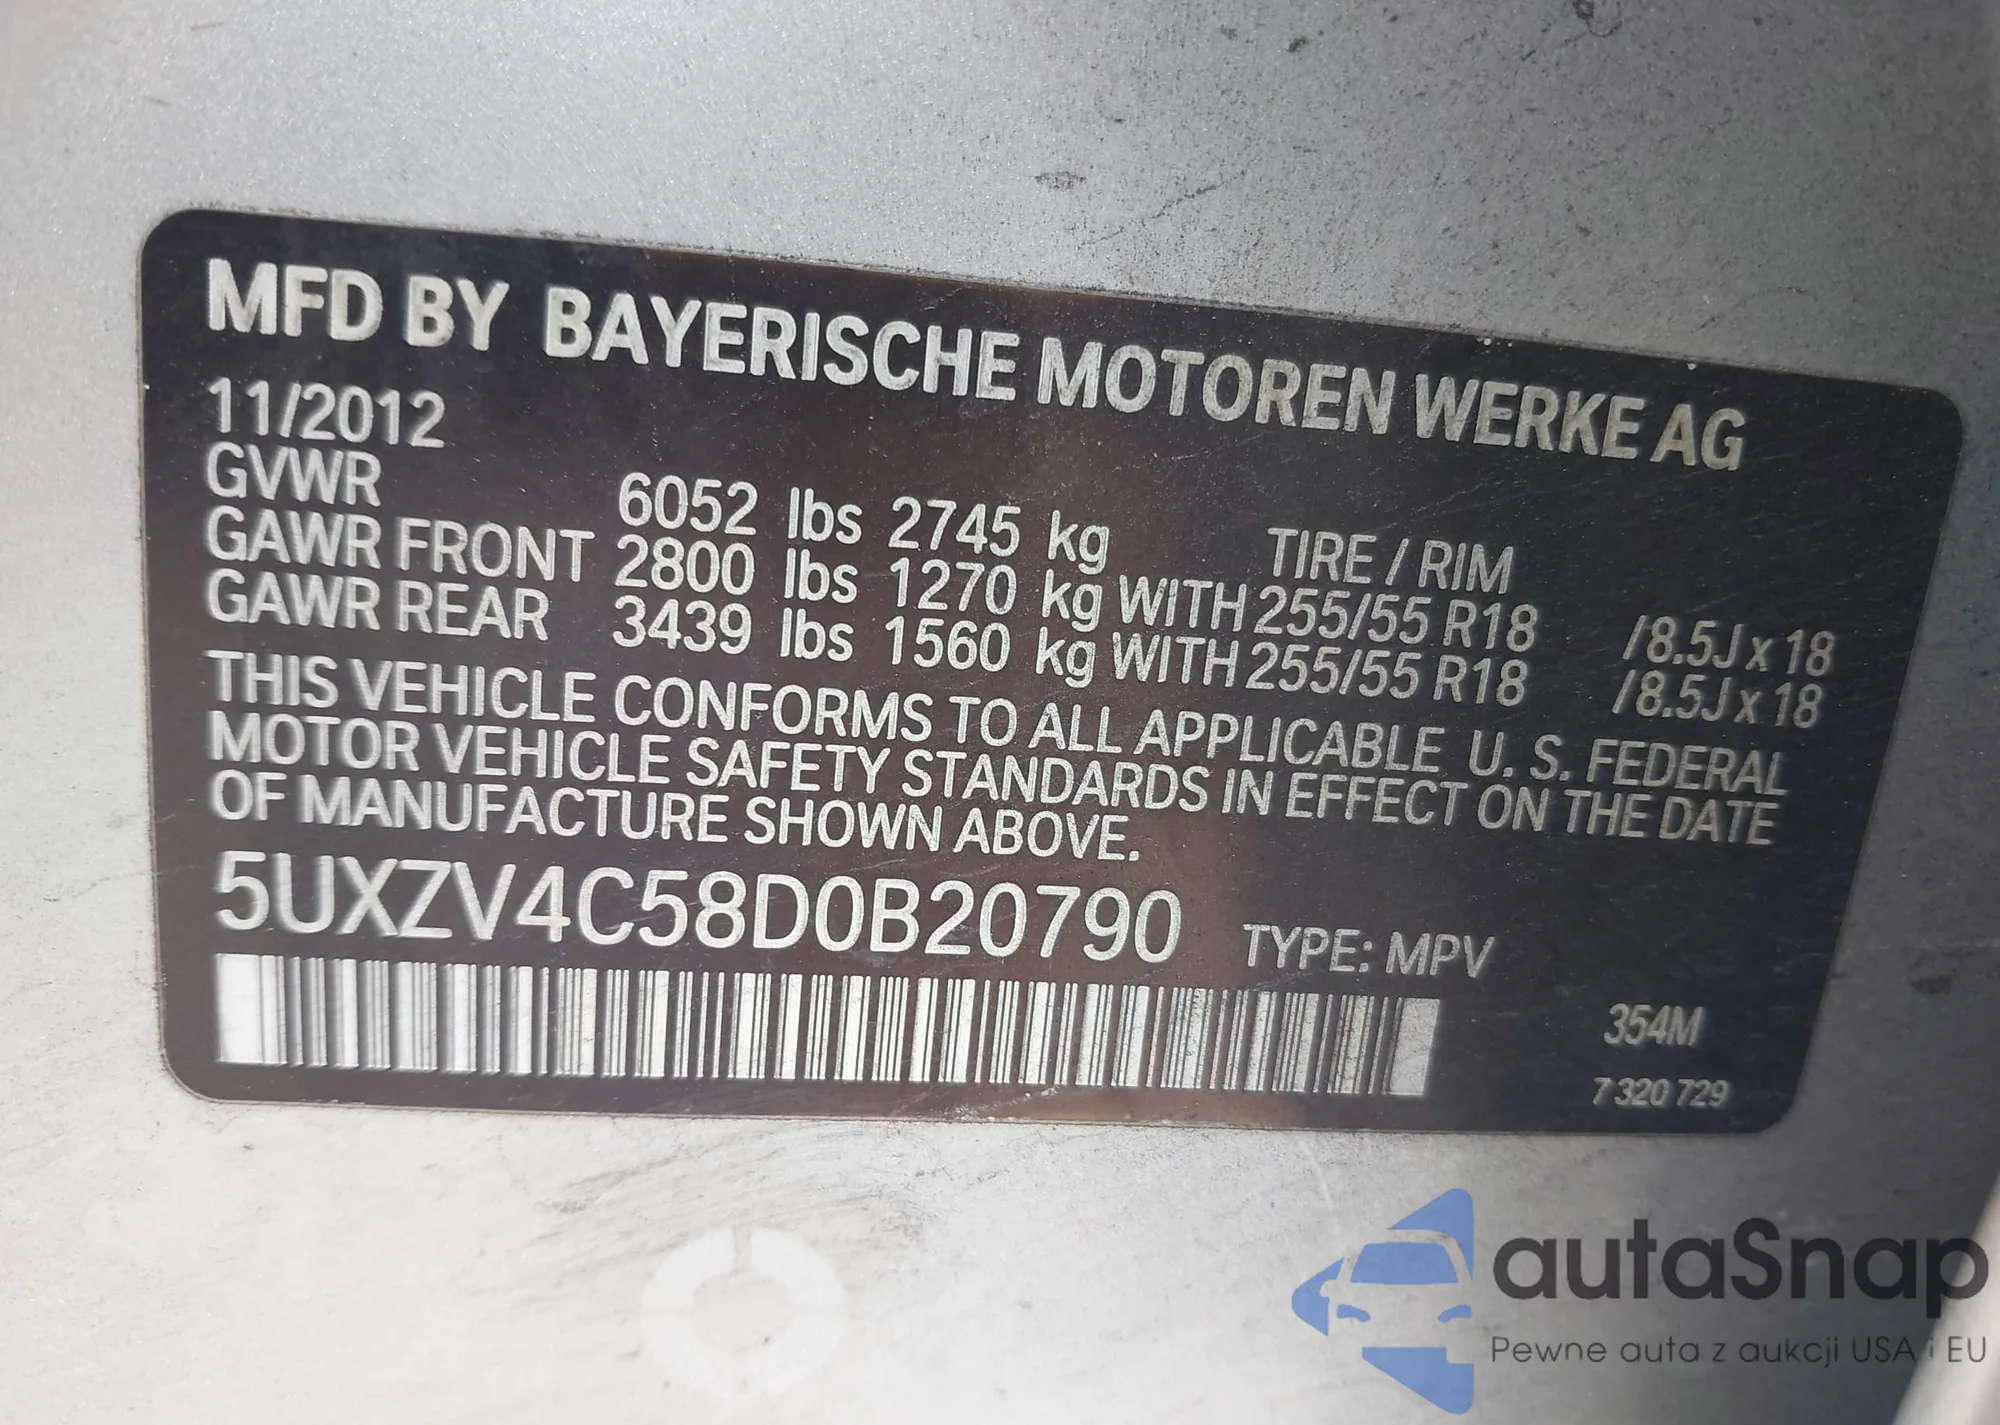 MFD BY BAYERISCHE MOTOREN WERKE AG
11/2012
GVWR 6052 lbs 2745 kg TIRE / RIM
GAWR FRONT 2800 lbs 1270 kg WITH 255/55 R18 /8.5J x 18
GAWR REAR 3439 lbs 1560 kg WITH 255/55 R18 /8.5J x 18
THIS VEHICLE CONFORMS TO ALL APPLICABLE U. S. FEDERAL
MOTOR VEHICLE SAFETY STANDARDS IN EFFECT ON THE DATE
OF MANUFACTURE SHOWN ABOVE.
5UXZV4C58D0B20790 TYPE: MPV
354M
7 320 729
autaSnap
Pewne auta z aukcji USA i EU